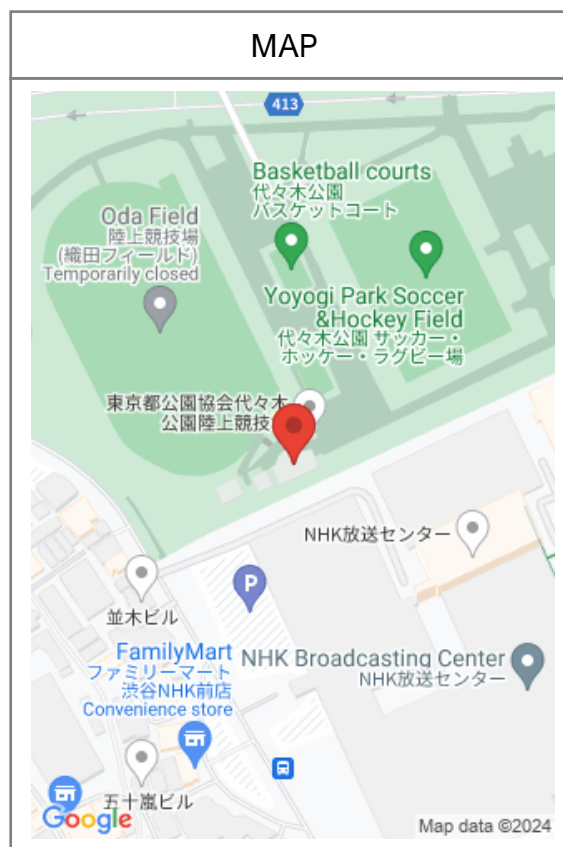 MAP
413
Basketball courts
代々木公園
バスケットコート
Oda Field
陸上競技場
(織田フィールド)
Temporarily closed
Yoyogi Park Soccer
&Hockey Field
代々木公園 サッカー・
ホッケー・ラグビー場
東京都公園協会代々木
公園陸上競技
NHK放送センター
P
並木ビル
FamilyMart
ファミリーマート
渋谷NHK前店
Convenience store
NHK Broadcasting Center
NHK放送センター
五十嵐ビル
Google
Map data ©2024